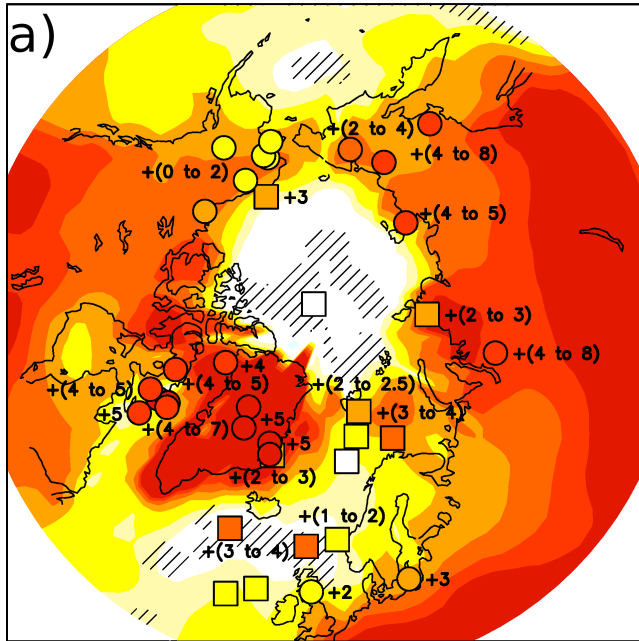 a)
+(2 to 4)
+(4 to 8)
+(0 to 2)
+3
+(4 to 5)
+(2 to 3)
+(4 to 8)
+4
+(4 to 5)
+(4 to 5)
+(2 to 2.5)
+5
+5
+(3 to 4)
+(4 to 7)
+5
+(2 to 3)
+(1 to 2)
+(3 to 4)
+3
+2